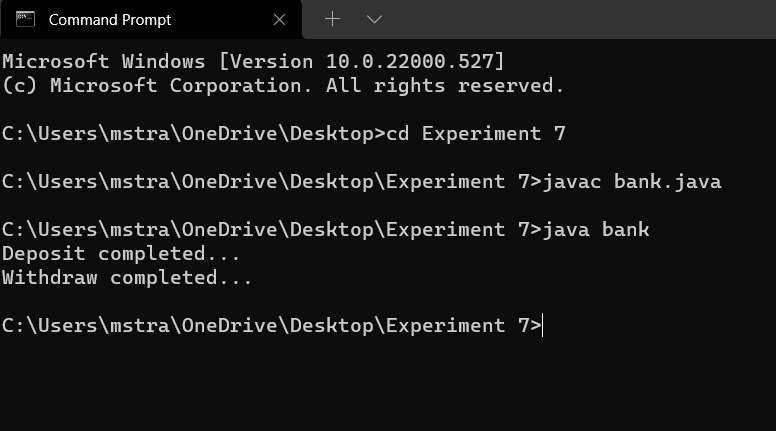 Command Prompt
Microsoft Windows [Version 10.0.22000.527]
(c) Microsoft Corporation. All rights reserved.
C:\Users\mstra\OneDrive\Desktop>cd Experiment 7
C:\Users\mstra\OneDrive\Desktop\Experiment 7>javac bank.java
C:\Users\mstra\OneDrive\Desktop\Experiment 7>java bank
Deposit completed...
Withdraw completed...
C:\Users\mstra\OneDrive\Desktop\Experiment 7>